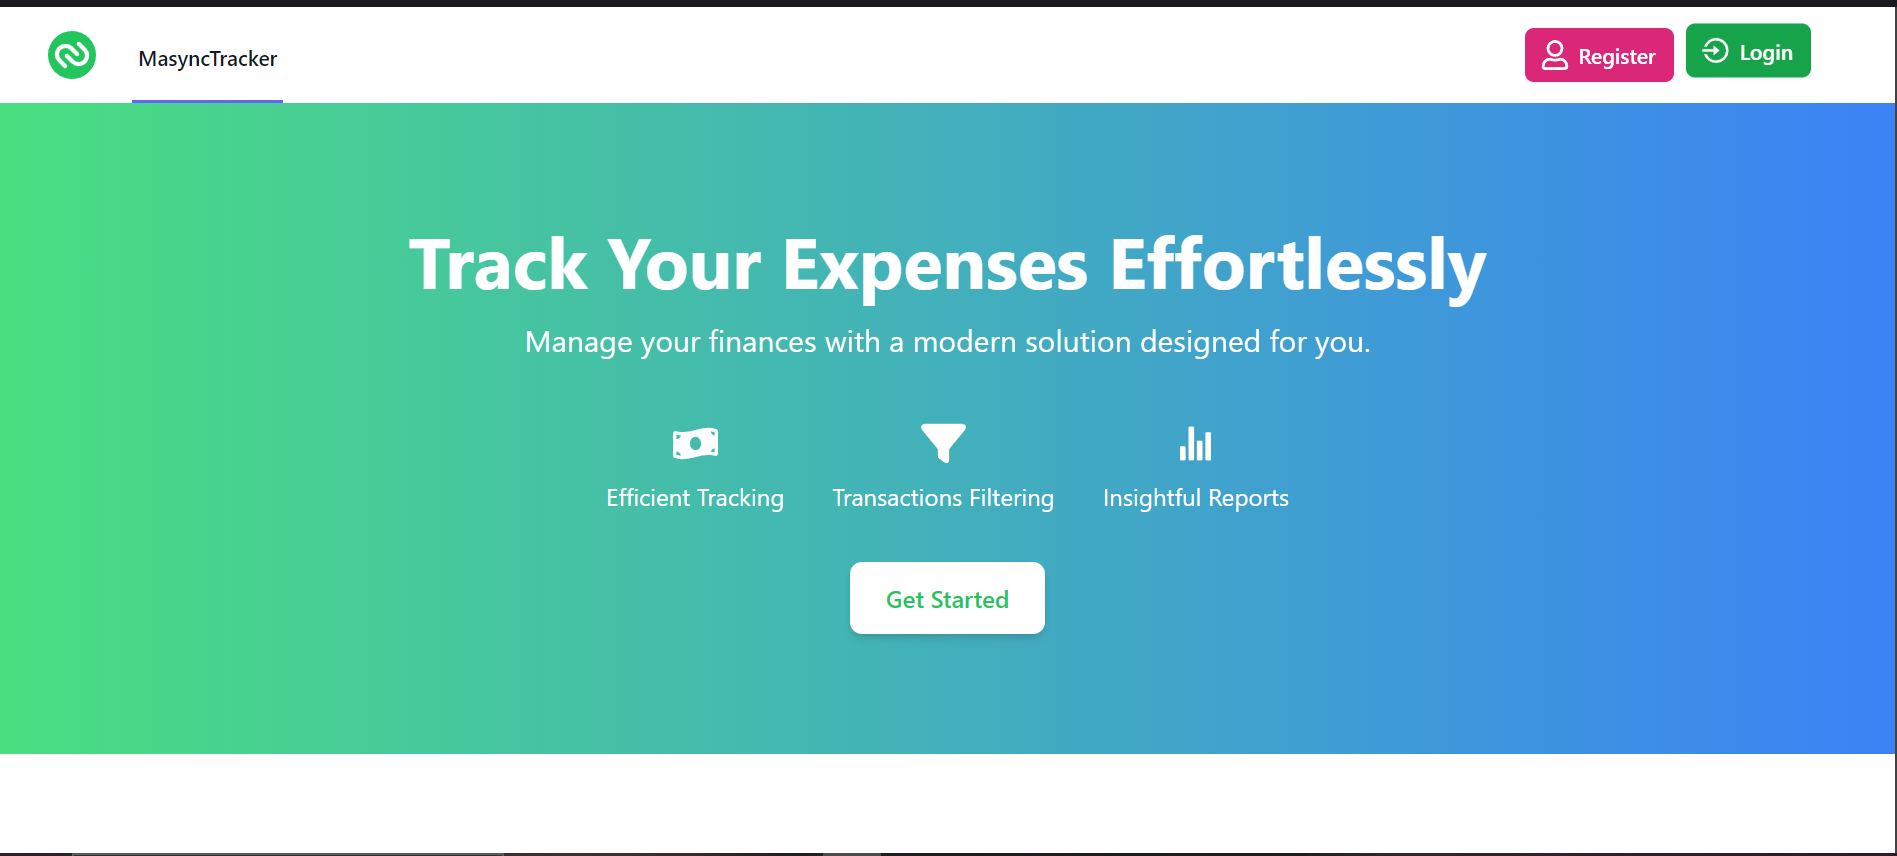 MasyncTracker
Register
Login
Track Your Expenses Effortlessly
Manage your finances with a modern solution designed for you.
Efficient Tracking
Transactions Filtering
Insightful Reports
Get Started